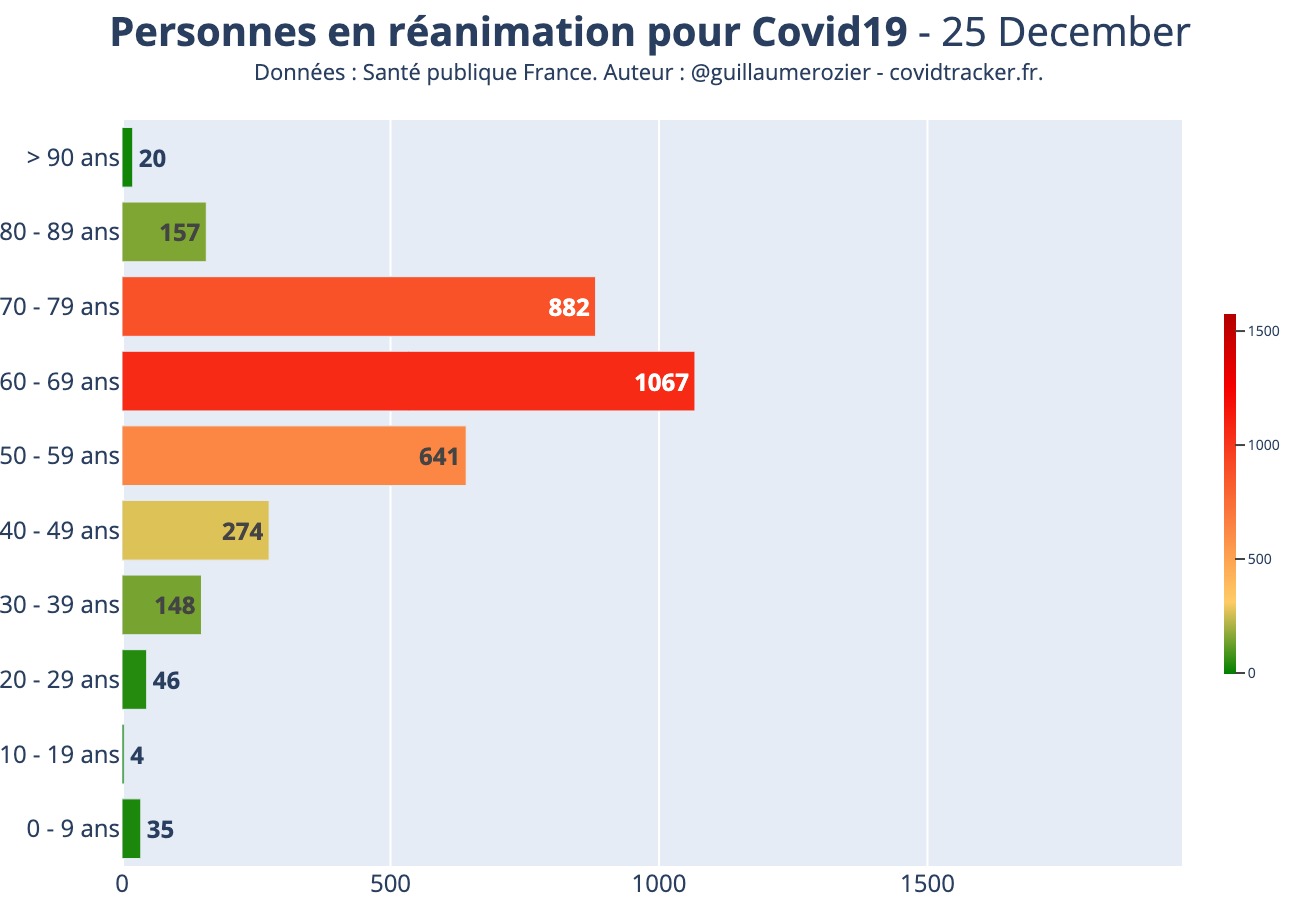 Personnes en réanimation pour Covid19 - 25 December
Données : Santé publique France. Auteur : @guillaumerozier - covidtracker.fr.
> 90 ans 20
80 - 89 ans 157
70 - 79 ans 882
60 - 69 ans 1067
50 - 59 ans 641
40 - 49 ans 274
30 - 39 ans 148
20 - 29 ans 46
10 - 19 ans 4
0 - 9 ans 35
0 500 1000 1500
1500
1000
500
0